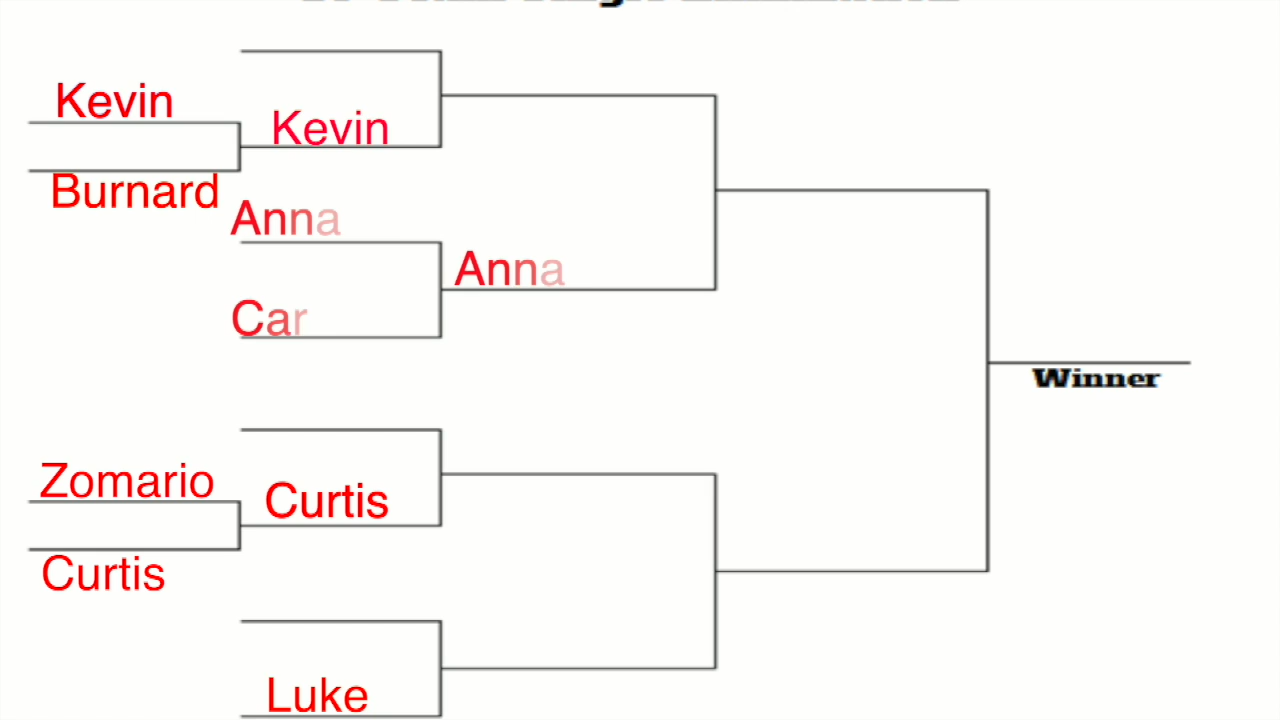 Kevin
Kevin
Burnard
Anna
Anna
Car
Winner
Zomario
Curtis
Curtis
Luke